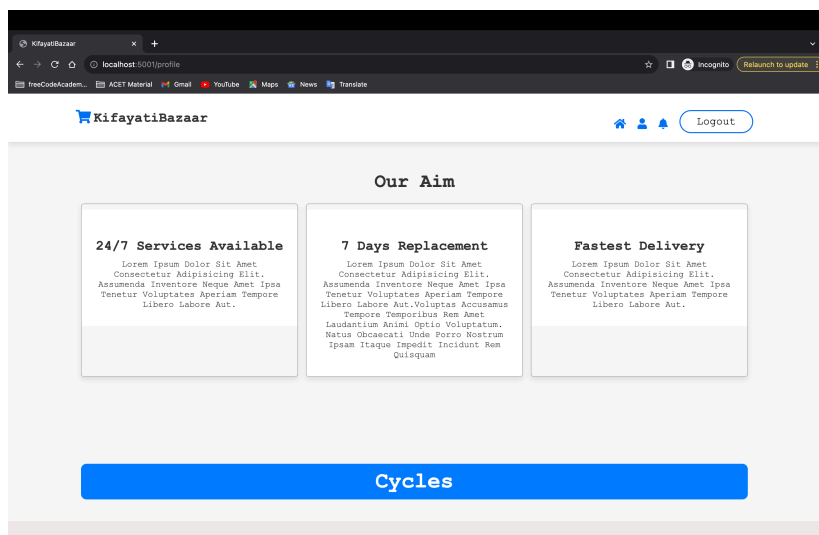 KifayatiBazaar
localhost:5001/profile
Incognito
Relaunch to update
freeCodeAcadem...
ACET Material
Gmail
YouTube
Maps
News
Translate
KifayatiBazaar
Logout
Our Aim
24/7 Services Available
Lorem Ipsum Dolor Sit Amet
Consectetur Adipisicing Elit.
Assumenda Inventore Neque Amet Ipsa
Tenetur Voluptates Aperiam Tempore
Libero Labore Aut.
7 Days Replacement
Lorem Ipsum Dolor Sit Amet
Consectetur Adipisicing Elit.
Assumenda Inventore Neque Amet Ipsa
Tenetur Voluptates Aperiam Tempore
Libero Labore Aut.Voluptas Accusamus
Tempore Temporibus Rem Amet
Laudantium Animi Optio Voluptatum.
Natus Obcaecati Unde Porro Nostrum
Ipsam Itaque Impedit Incidunt Rem
Quisquam
Fastest Delivery
Lorem Ipsum Dolor Sit Amet
Consectetur Adipisicing Elit.
Assumenda Inventore Neque Amet Ipsa
Tenetur Voluptates Aperiam Tempore
Libero Labore Aut.
Cycles